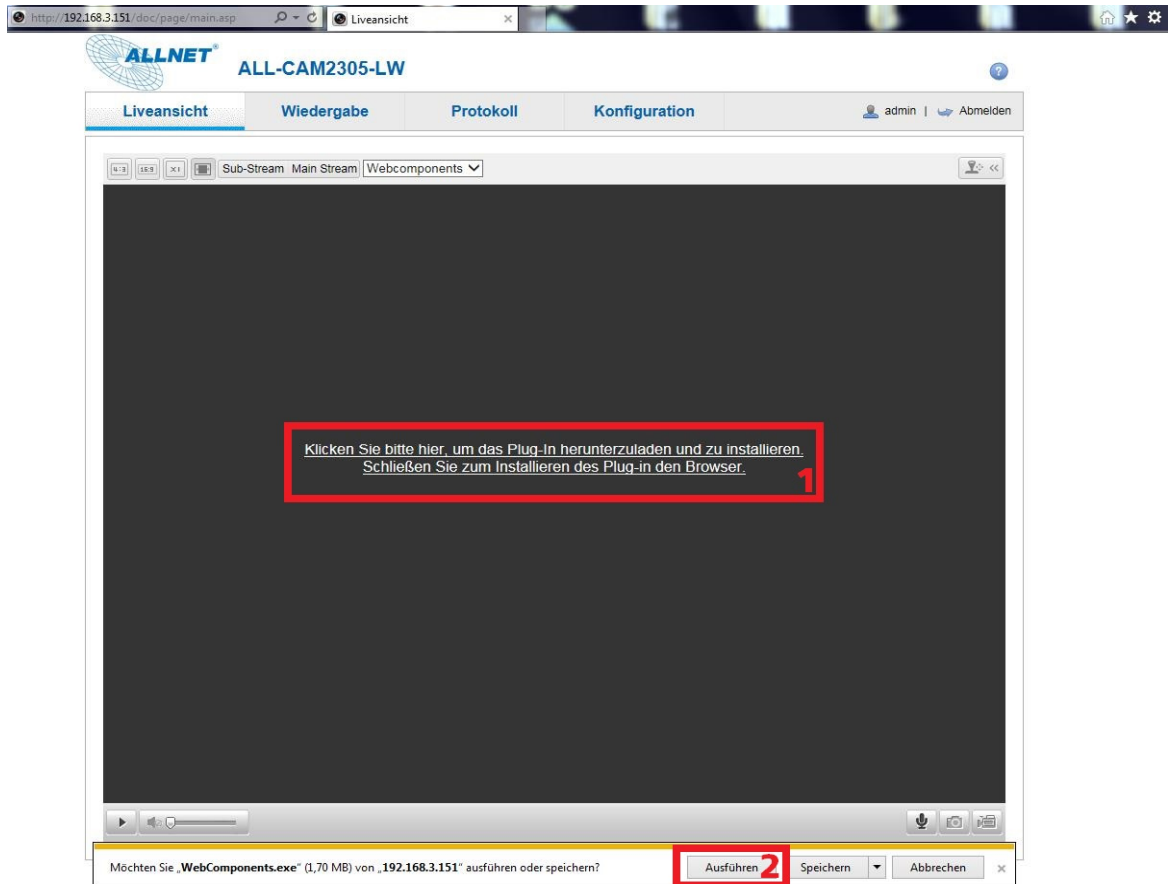 http://192.168.3.151/doc/page/main.asp
Liveansicht
ALLNET®
ALL-CAM2305-LW
Liveansicht
Wiedergabe
Protokoll
Konfiguration
admin | Abmelden
4:3
16:9
X1
Sub-Stream Main Stream Webcomponents
Klicken Sie bitte hier, um das Plug-In herunterzuladen und zu installieren.
Schließen Sie zum Installieren des Plug-in den Browser.
1
Möchten Sie „WebComponents.exe“ (1,70 MB) von „192.168.3.151“ ausführen oder speichern?
Ausführen
2
Speichern
Abbrechen